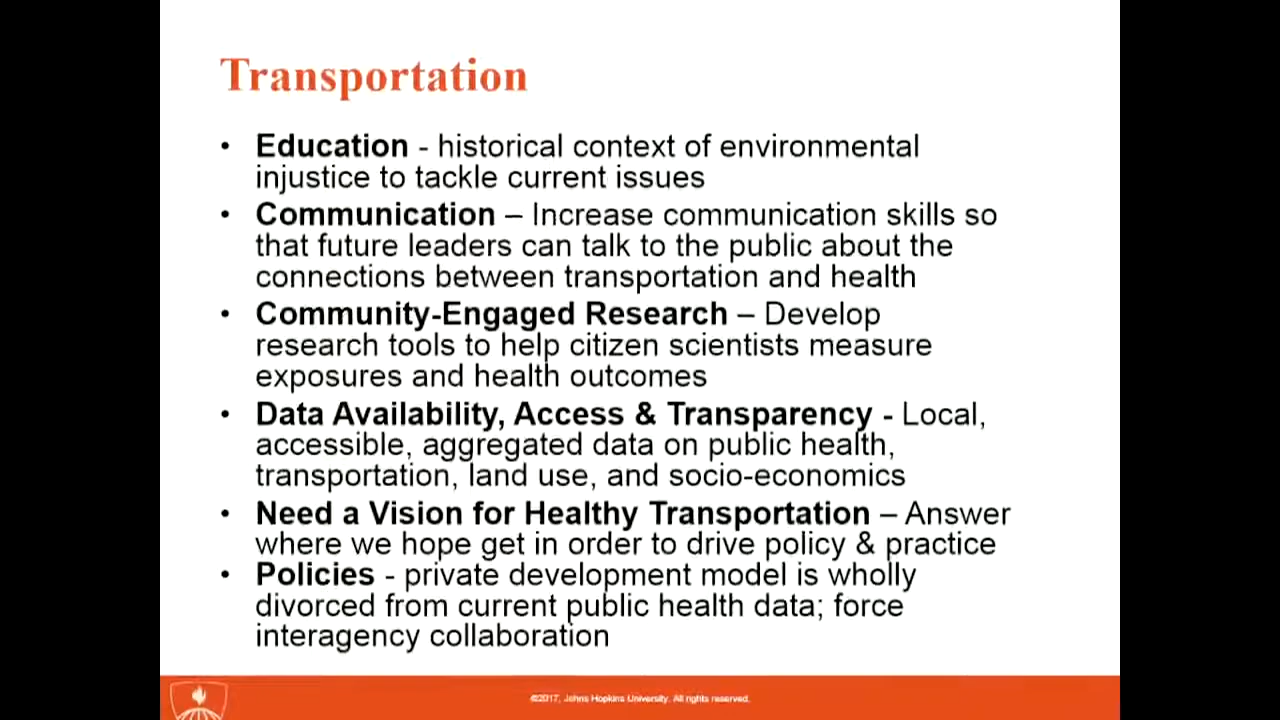 Transportation
• Education - historical context of environmental
injustice to tackle current issues
• Communication – Increase communication skills so
that future leaders can talk to the public about the
connections between transportation and health
• Community-Engaged Research – Develop
research tools to help citizen scientists measure
exposures and health outcomes
• Data Availability, Access & Transparency - Local,
accessible, aggregated data on public health,
transportation, land use, and socio-economics
• Need a Vision for Healthy Transportation – Answer
where we hope get in order to drive policy & practice
• Policies - private development model is wholly
divorced from current public health data; force
interagency collaboration
©2017, Johns Hopkins University. All rights reserved.